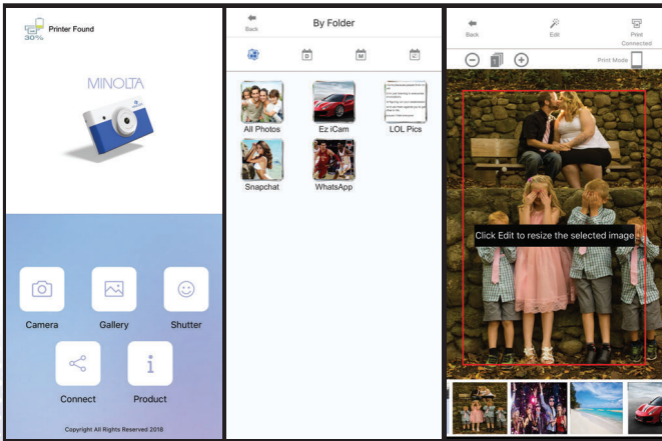 Printer Found
30%
MINOLTA
Camera
Gallery
Shutter
Connect
Product
Copyright All Rights Reserved 2018
Back
By Folder
D
M
All Photos
Ez iCam
LOL Pics
Snapchat
WhatsApp
Back
Edit
Print
Connected
1
Print Mode
Click Edit to resize the selected image